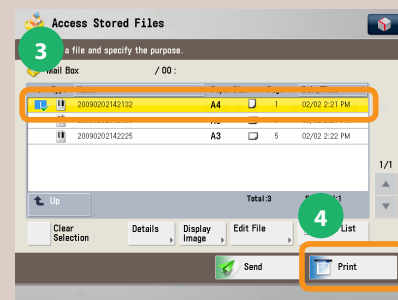 Access Stored Files
3
a file and specify the purpose.
Mail Box / 00 :
1 20090202142132 A4 1 02/02 2:21 PM
20090202142225 A3 5 02/02 2:22 PM
1/1
Up Total:3
4
Clear Selection Details Display Image Edit File List
Send Print